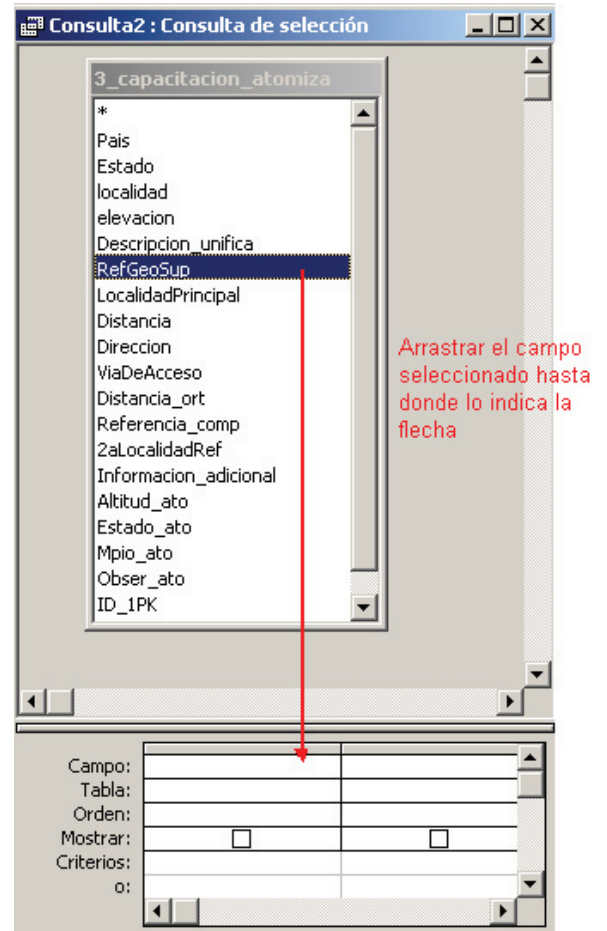 Consulta2 : Consulta de selección
3_capacitacion_atomiza
*
Pais
Estado
localidad
elevacion
Descripcion_unifica
RefGeoSup
LocalidadPrincipal
Distancia
Direccion
ViaDeAcceso
Distancia_ort
Referencia_comp
2aLocalidadRef
Informacion_adicional
Altitud_ato
Estado_ato
Mpio_ato
Obser_ato
ID_1PK
Arrastrar el campo
seleccionado hasta
donde lo indica la
flecha
Campo:
Tabla:
Orden:
Mostrar:
Criterios:
o: